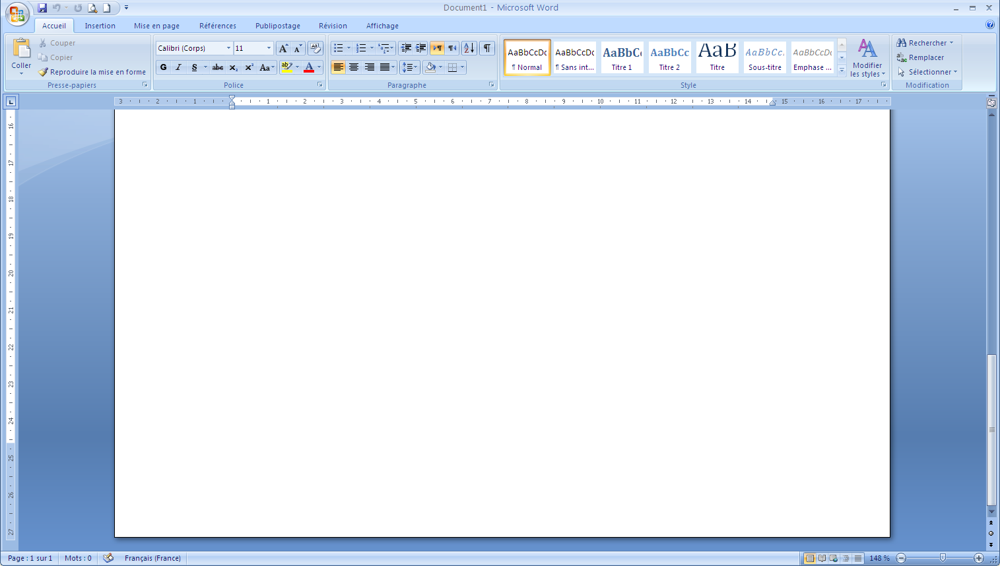 Document1 - Microsoft Word
Accueil Insertion Mise en page Références Publipostage Révision Affichage
Coller
Couper
Copier
Reproduire la mise en forme
Presse-papiers
Calibri (Corps) 11
G I S abc x₂ x² Aa ab A
Police
Paragraphe
AaBbCcDc AaBbCcDc AaBbC AaBbCc AaB AaBbCc. AaBbCcDc
¶ Normal ¶ Sans int... Titre 1 Titre 2 Titre Sous-titre Emphase ...
Modifier
les styles
Style
Rechercher
Remplacer
Sélectionner
Modification
3 2 1 1 2 3 4 5 6 7 8 9 10 11 12 13 14 15 16 17
16
17
18
19
20
21
22
23
24
25
26
27
Page : 1 sur 1 Mots : 0 Français (France) 148 %